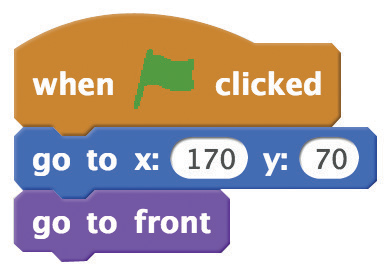 when clicked
go to x: 170 y: 70
go to front